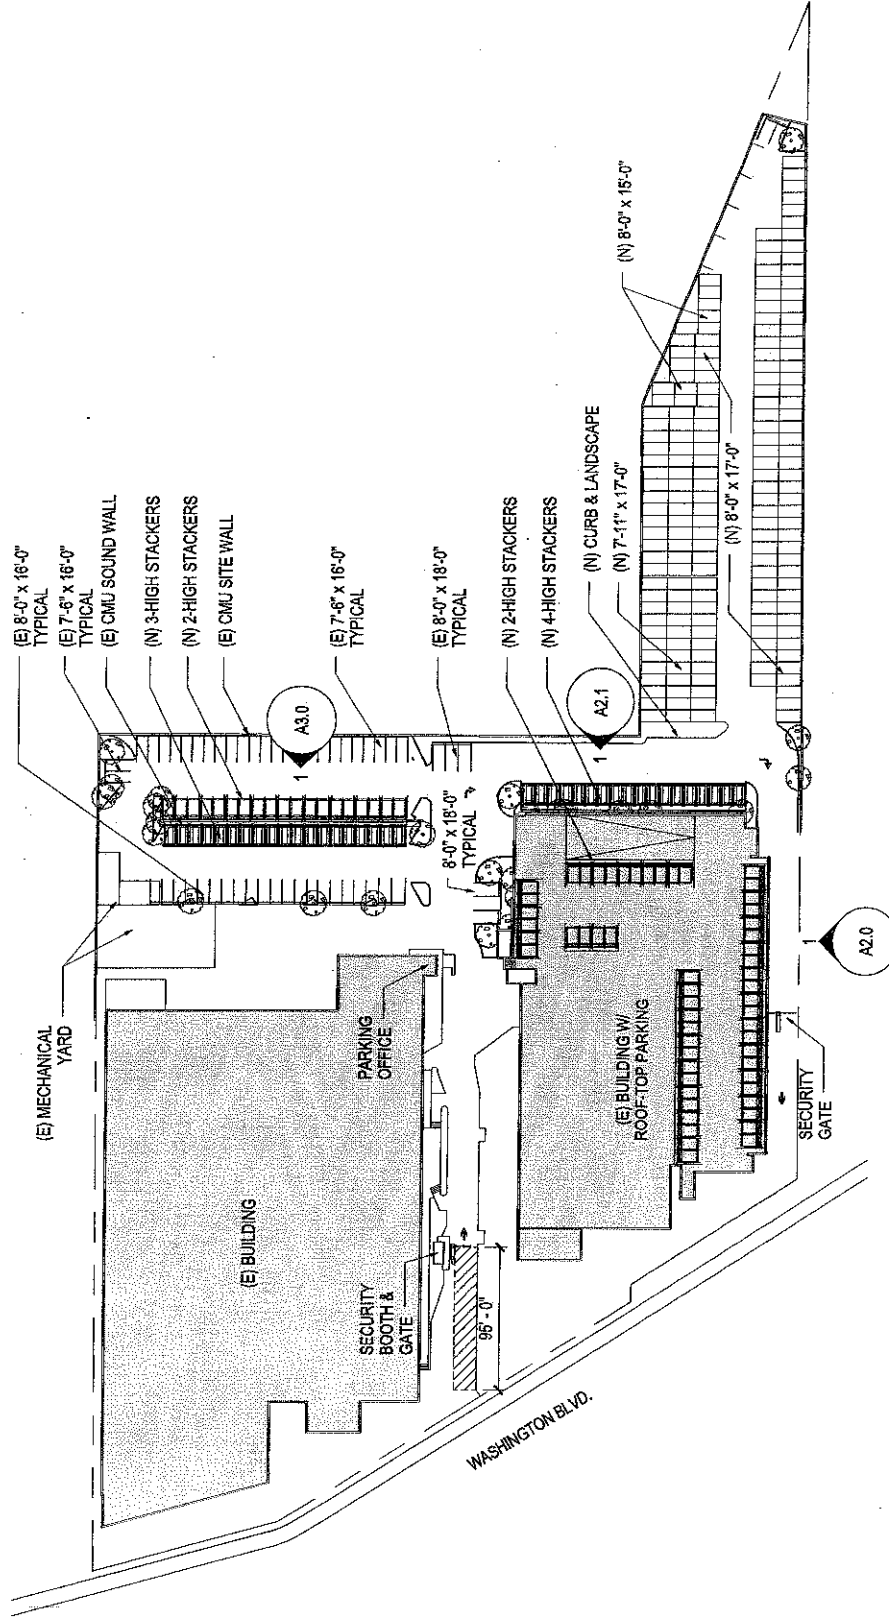 (E) 8'-0" x 16'-0"
TYPICAL
(E) 7'-6" x 16'-0"
TYPICAL
(E) CMU SOUND WALL
(N) 3-HIGH STACKERS
(N) 2-HIGH STACKERS
(E) CMU SITE WALL
(E) 7'-6" x 16'-0"
(E) 8'-0" x 18'-0"
TYPICAL
(N) 2-HIGH STACKERS
(N) 4-HIGH STACKERS
(N) CURB & LANDSCAPE
(N) 7'-11" x 17'-0"
(N) 8'-0" x 15'-0"
(N) 8'-0" x 17'-0"
A3.0
1
A2.1
1
8'-0" x 18'-0"
TYPICAL
(E) MECHANICAL
YARD
PARKING
OFFICE
(E) BUILDING W/
ROOF-TOP PARKING
1
A2.0
SECURITY
GATE
(E) BUILDING
SECURITY
BOOTH &
GATE
95' - 0"
WASHINGTON BLVD.